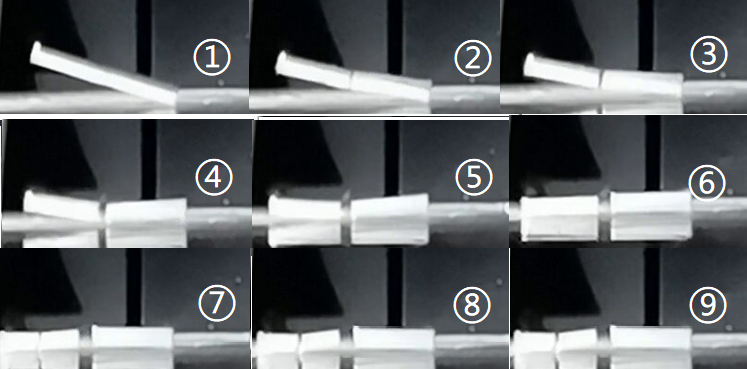 ① ② ③
④ ⑤ ⑥
⑦ ⑧ ⑨